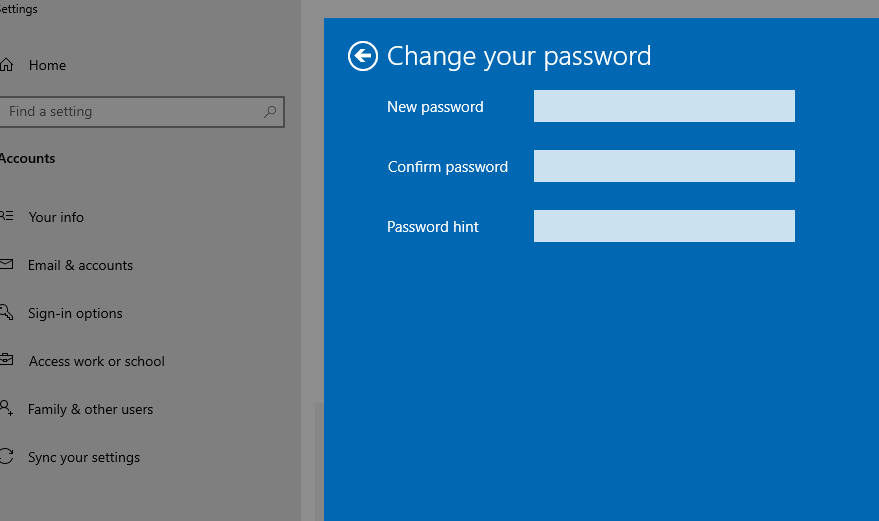 ettings
Home
Find a setting
Accounts
Your info
Email & accounts
Sign-in options
Access work or school
Family & other users
Sync your settings
Change your password
New password
Confirm password
Password hint